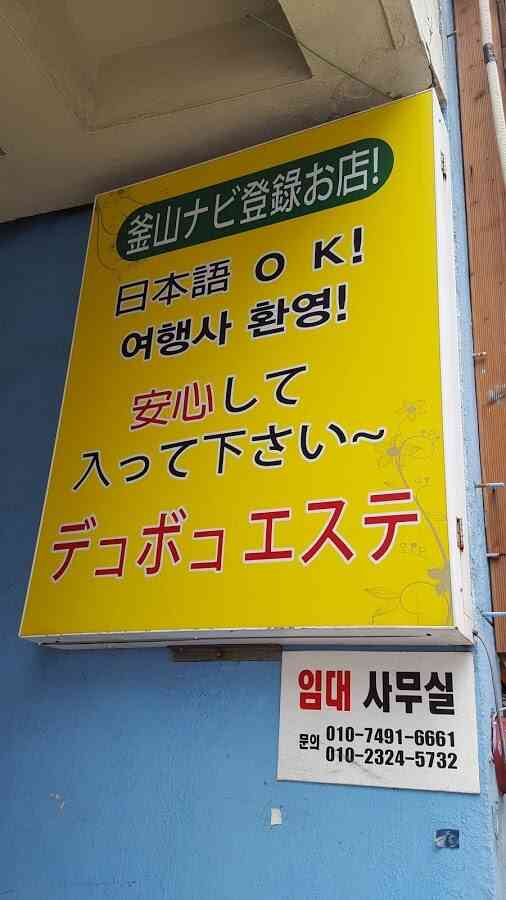 釜山ナビ登錄お店!
日本語 O K!
여행사 환영!
安心して
入って下さい~
デコボコ エステ
임대 사무실
문의 010-7491-6661
010-2324-5732